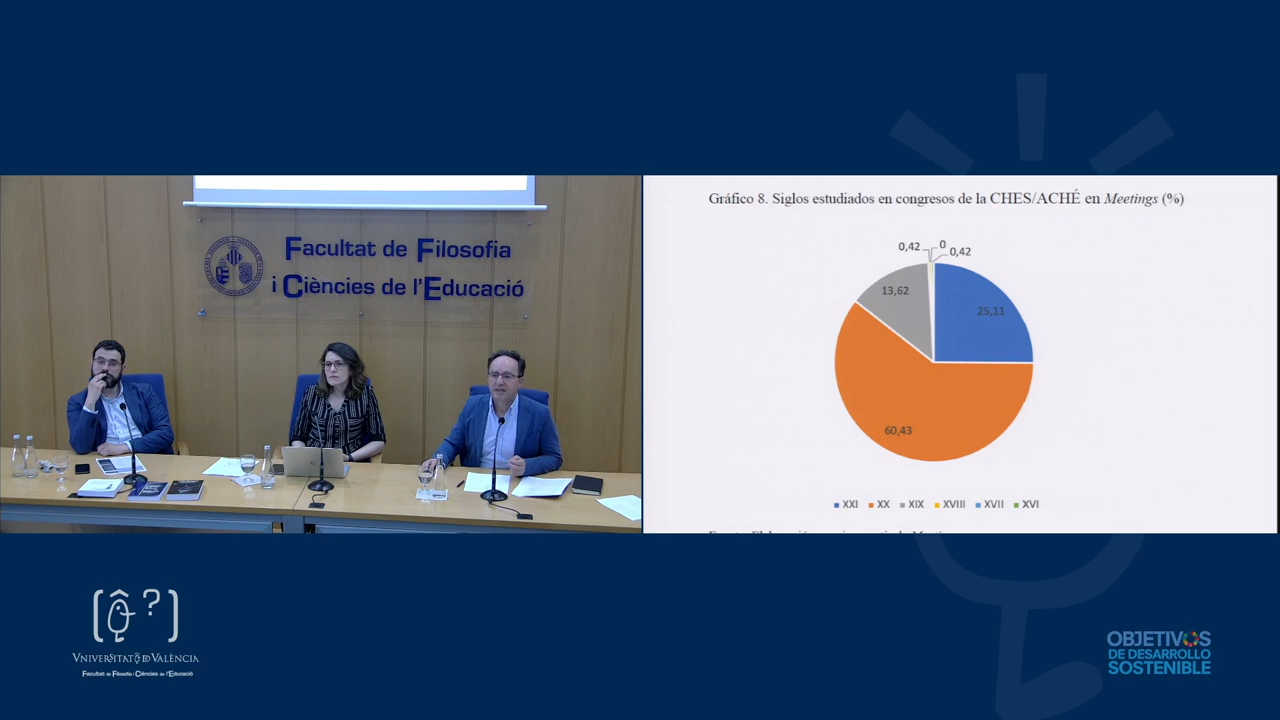 Facultat de Filosofia
i Ciències de l'Educació
Gráfico 8. Siglos estudiados en congresos de la CHES/ACHÉ en Meetings (%)
0,42
0
0,42
13,62
25,11
60,43
XXI XX XIX XVIII XVII XVI
[ ? ]
VNIVERSITAT ID VALÈNCIA
Facultat de Filosofia i Ciències de l'Educació
OBJETIVOS
DE DESARROLLO
SOSTENIBLE